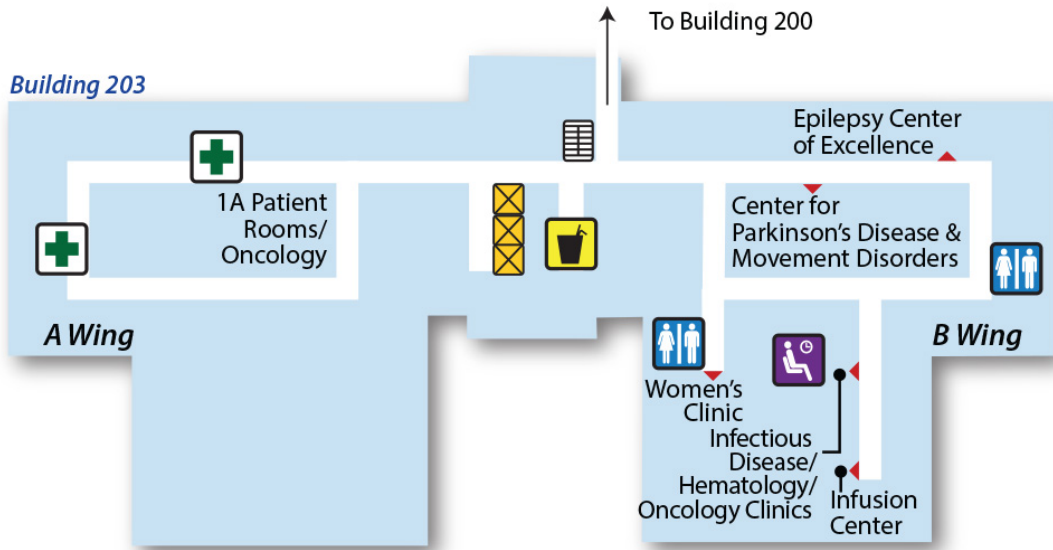 To Building 200
Building 203
Epilepsy Center
of Excellence
1A Patient
Rooms/
Oncology
Center for
Parkinson’s Disease &
Movement Disorders
A Wing
B Wing
Women’s
Clinic
Infectious
Disease/
Hematology/
Oncology Clinics
Infusion
Center